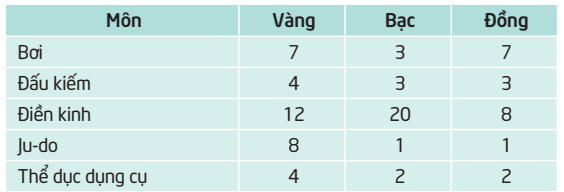 Môn Vàng Bạc Đồng
Bơi 7 3 7
Đấu kiếm 4 3 3
Điền kinh 12 20 8
Ju-do 8 1 1
Thể dục dụng cụ 4 2 2